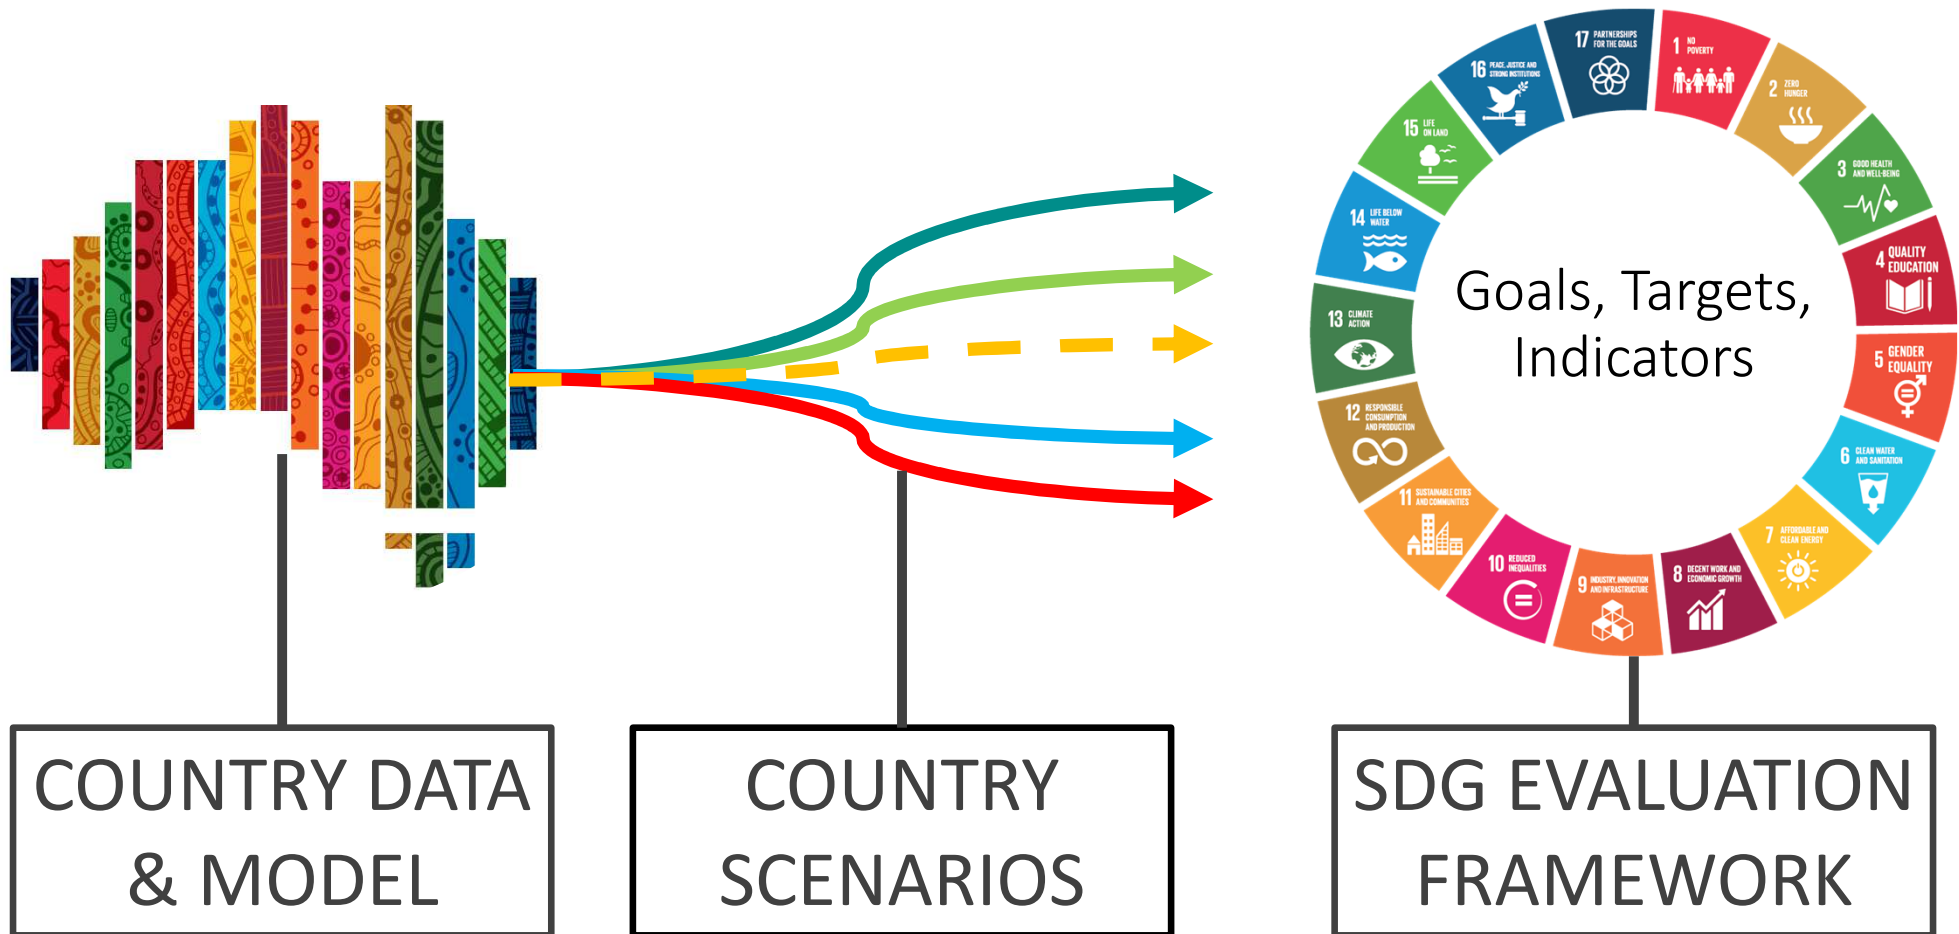 17 PARTNERSHIPS
FOR THE GOALS
1 NO
POVERTY
2 ZERO
HUNGER
3 GOOD HEALTH
AND WELL-BEING
4 QUALITY
EDUCATION
5 GENDER
EQUALITY
6 CLEAN WATER
AND SANITATION
7 AFFORDABLE AND
CLEAN ENERGY
8 DECENT WORK AND
ECONOMIC GROWTH
9 INDUSTRY, INNOVATION
AND INFRASTRUCTURE
10 REDUCED
INEQUALITIES
11 SUSTAINABLE CITIES
AND COMMUNITIES
12 RESPONSIBLE
CONSUMPTION
AND PRODUCTION
13 CLIMATE
ACTION
14 LIFE BELOW
WATER
15 LIFE
ON LAND
16 PEACE, JUSTICE AND
STRONG INSTITUTIONS
Goals, Targets,
Indicators
COUNTRY DATA
& MODEL
COUNTRY
SCENARIOS
SDG EVALUATION
FRAMEWORK